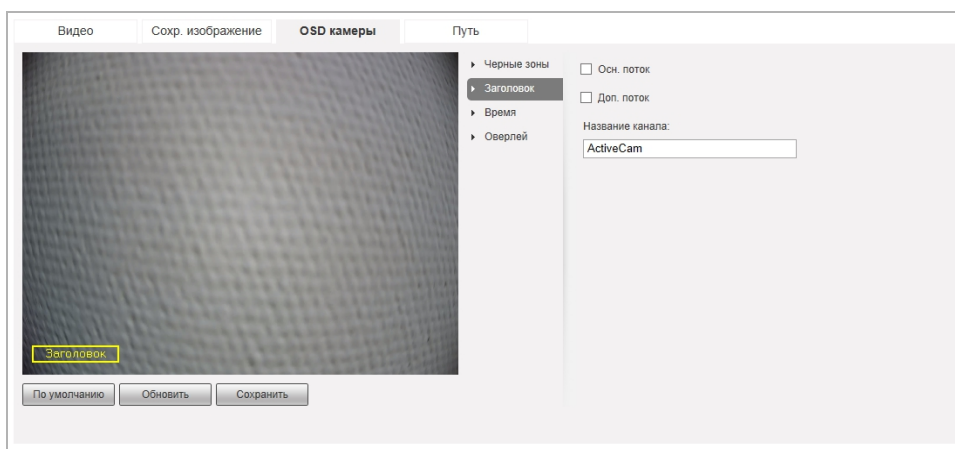 Видео
Сохр. изображение
OSD камеры
Путь
Черные зоны
Заголовок
Время
Оверлей
Осн. поток
Доп. поток
Название канала:
ActiveCam
Заголовок
По умолчанию
Обновить
Сохранить